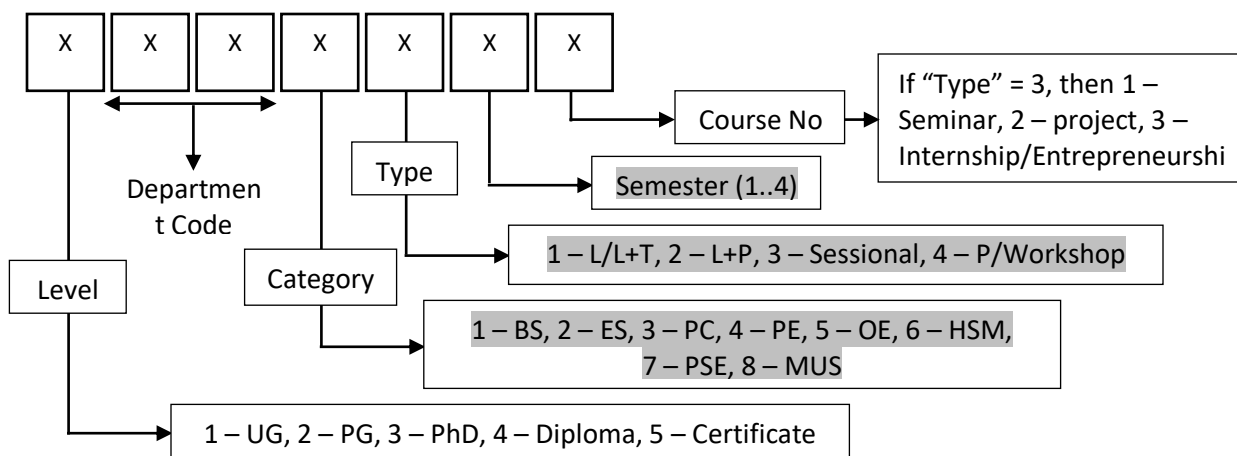 X X X X X X X
If “Type” = 3, then 1 –
Seminar, 2 – project, 3 –
Internship/Entrepreneurshi
Course No
Type
Semester (1..4)
Departmen
t Code
1 – L/L+T, 2 – L+P, 3 – Sessional, 4 – P/Workshop
Level
Category
1 – BS, 2 – ES, 3 – PC, 4 – PE, 5 – OE, 6 – HSM,
7 – PSE, 8 – MUS
1 – UG, 2 – PG, 3 – PhD, 4 – Diploma, 5 – Certificate